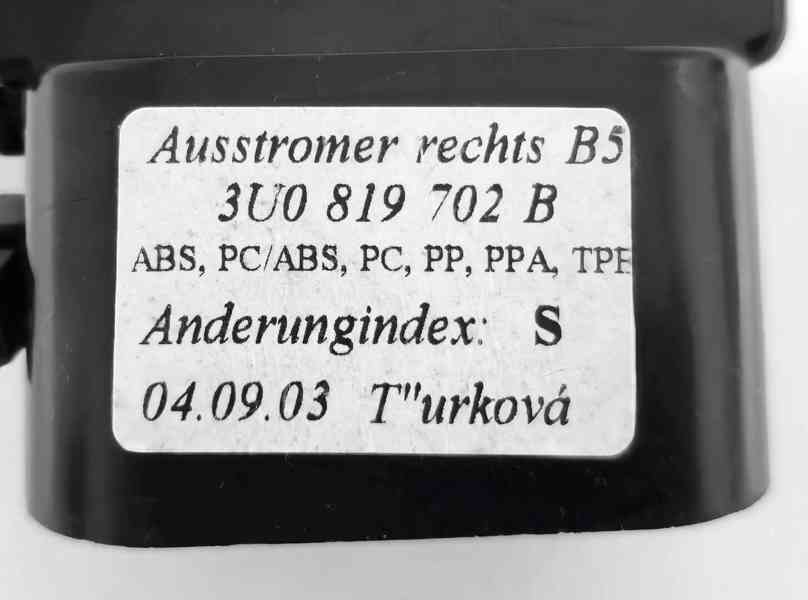 Ausstromer rechts B5
3U0 819 702 B
ABS, PC/ABS, PC, PP, PPA, TPE
Anderungindex: S
04.09.03 T"urková